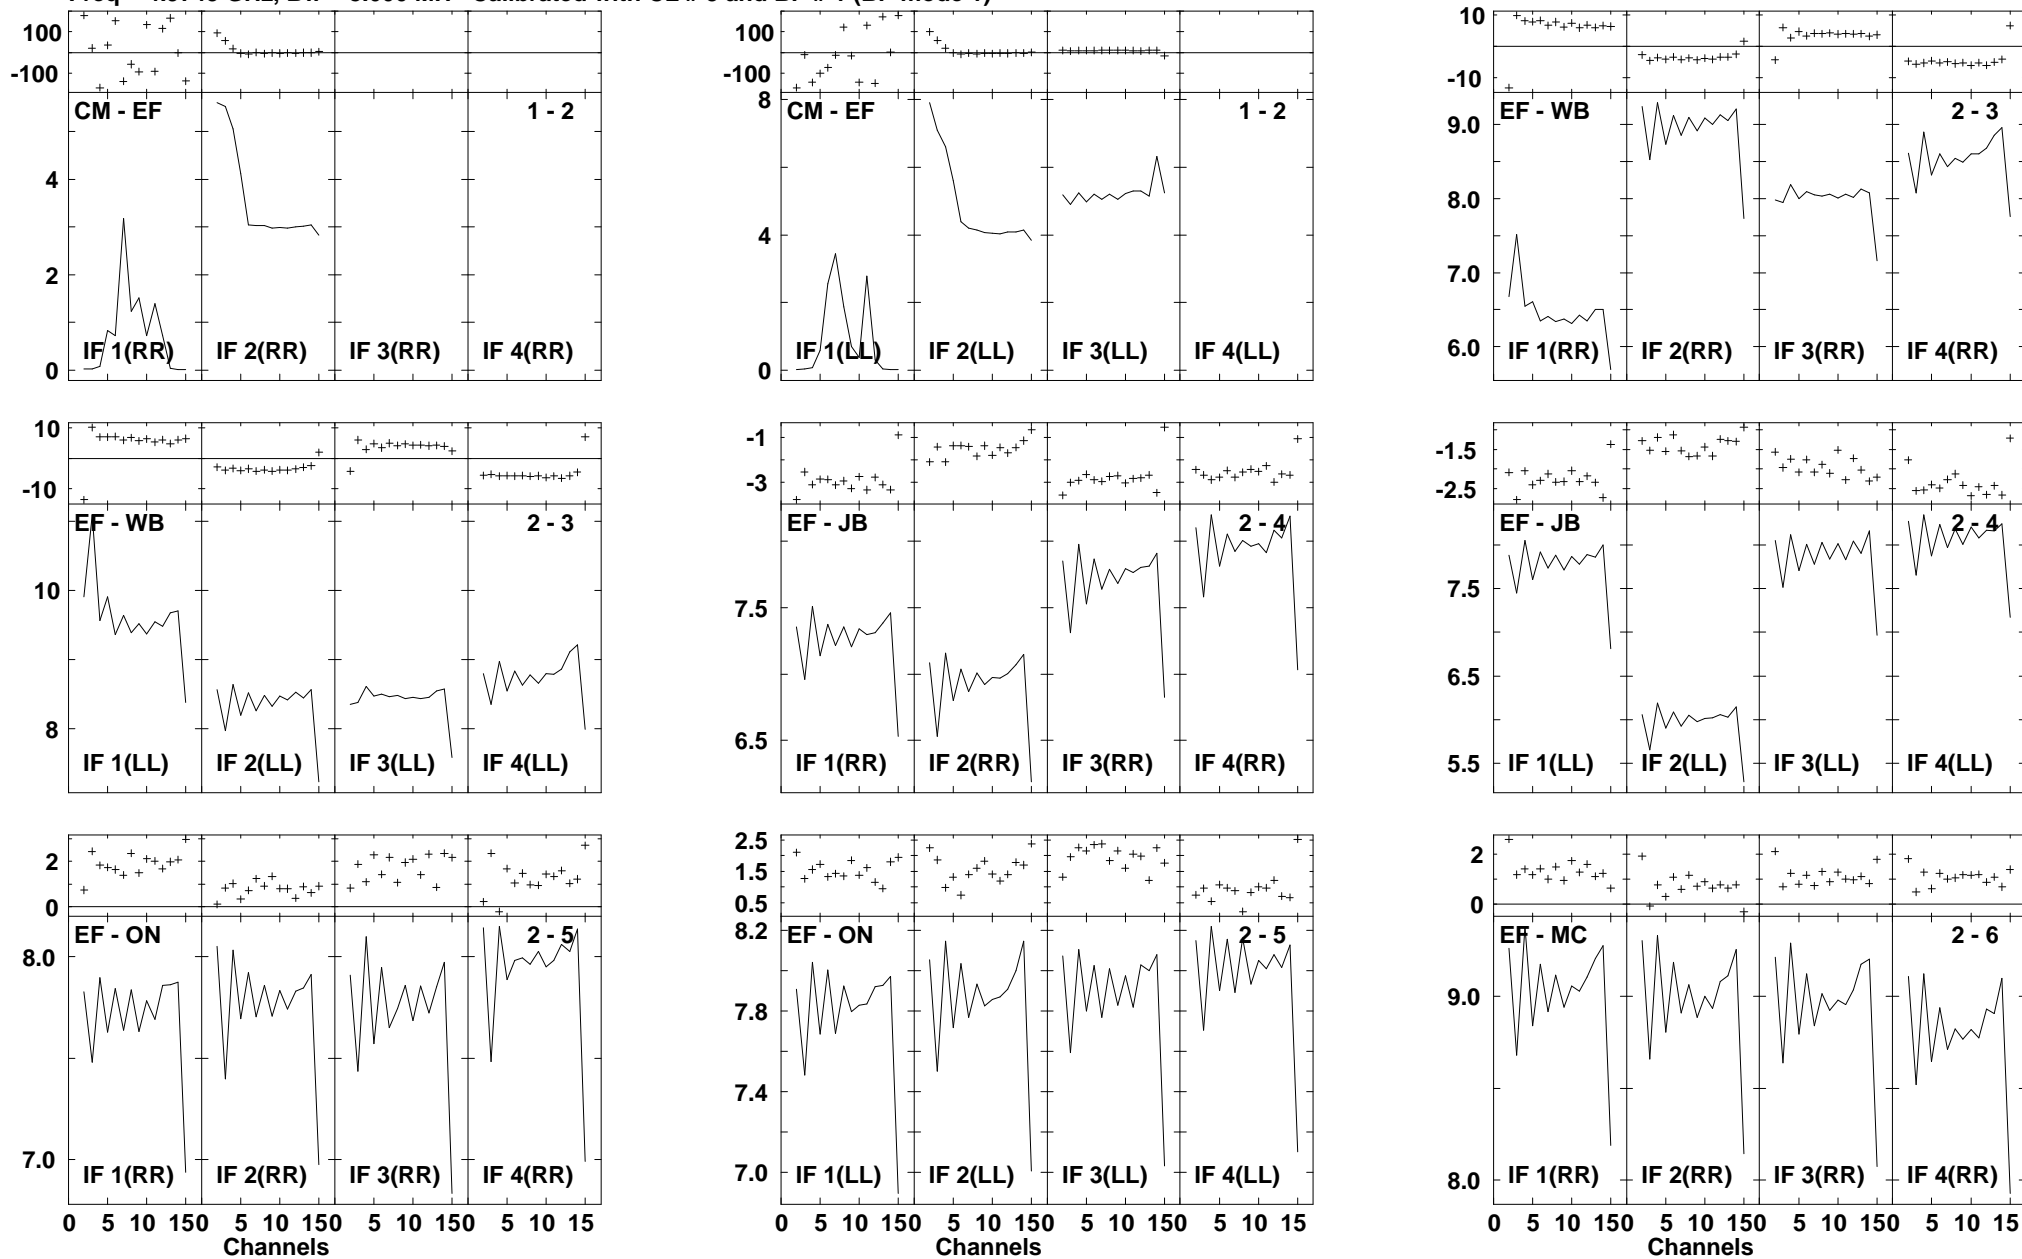 100
-100
CM - EF 1 - 2
4
2
0
IF 1(RR) IF 2(RR) IF 3(RR) IF 4(RR)
100
-100
8
CM - EF 1 - 2
4
0
IF 1(LL) IF 2(LL) IF 3(LL) IF 4(LL)
10
-10
EF - WB 2 - 3
9.0
8.0
7.0
6.0
IF 1(RR) IF 2(RR) IF 3(RR) IF 4(RR)
10
-10
EF - WB 2 - 3
10
8
IF 1(LL) IF 2(LL) IF 3(LL) IF 4(LL)
-1
-3
EF - JB 2 - 4
7.5
6.5
IF 1(RR) IF 2(RR) IF 3(RR) IF 4(RR)
-1.5
-2.5
EF - JB 2 - 4
7.5
6.5
5.5
IF 1(LL) IF 2(LL) IF 3(LL) IF 4(LL)
2
0
EF - ON 2 - 5
8.0
7.0
IF 1(RR) IF 2(RR) IF 3(RR) IF 4(RR)
0 5 10 150 5 10 150 5 10 150 5 10 15
Channels
2.5
1.5
0.5
8.2
EF - ON 2 - 5
7.8
7.4
7.0
IF 1(LL) IF 2(LL) IF 3(LL) IF 4(LL)
0 5 10 150 5 10 150 5 10 150 5 10 15
Channels
2
0
EF - MC 2 - 6
9.0
8.0
IF 1(RR) IF 2(RR) IF 3(RR) IF 4(RR)
0 5 10 150 5 10 150 5 10 150 5 10 15
Channels